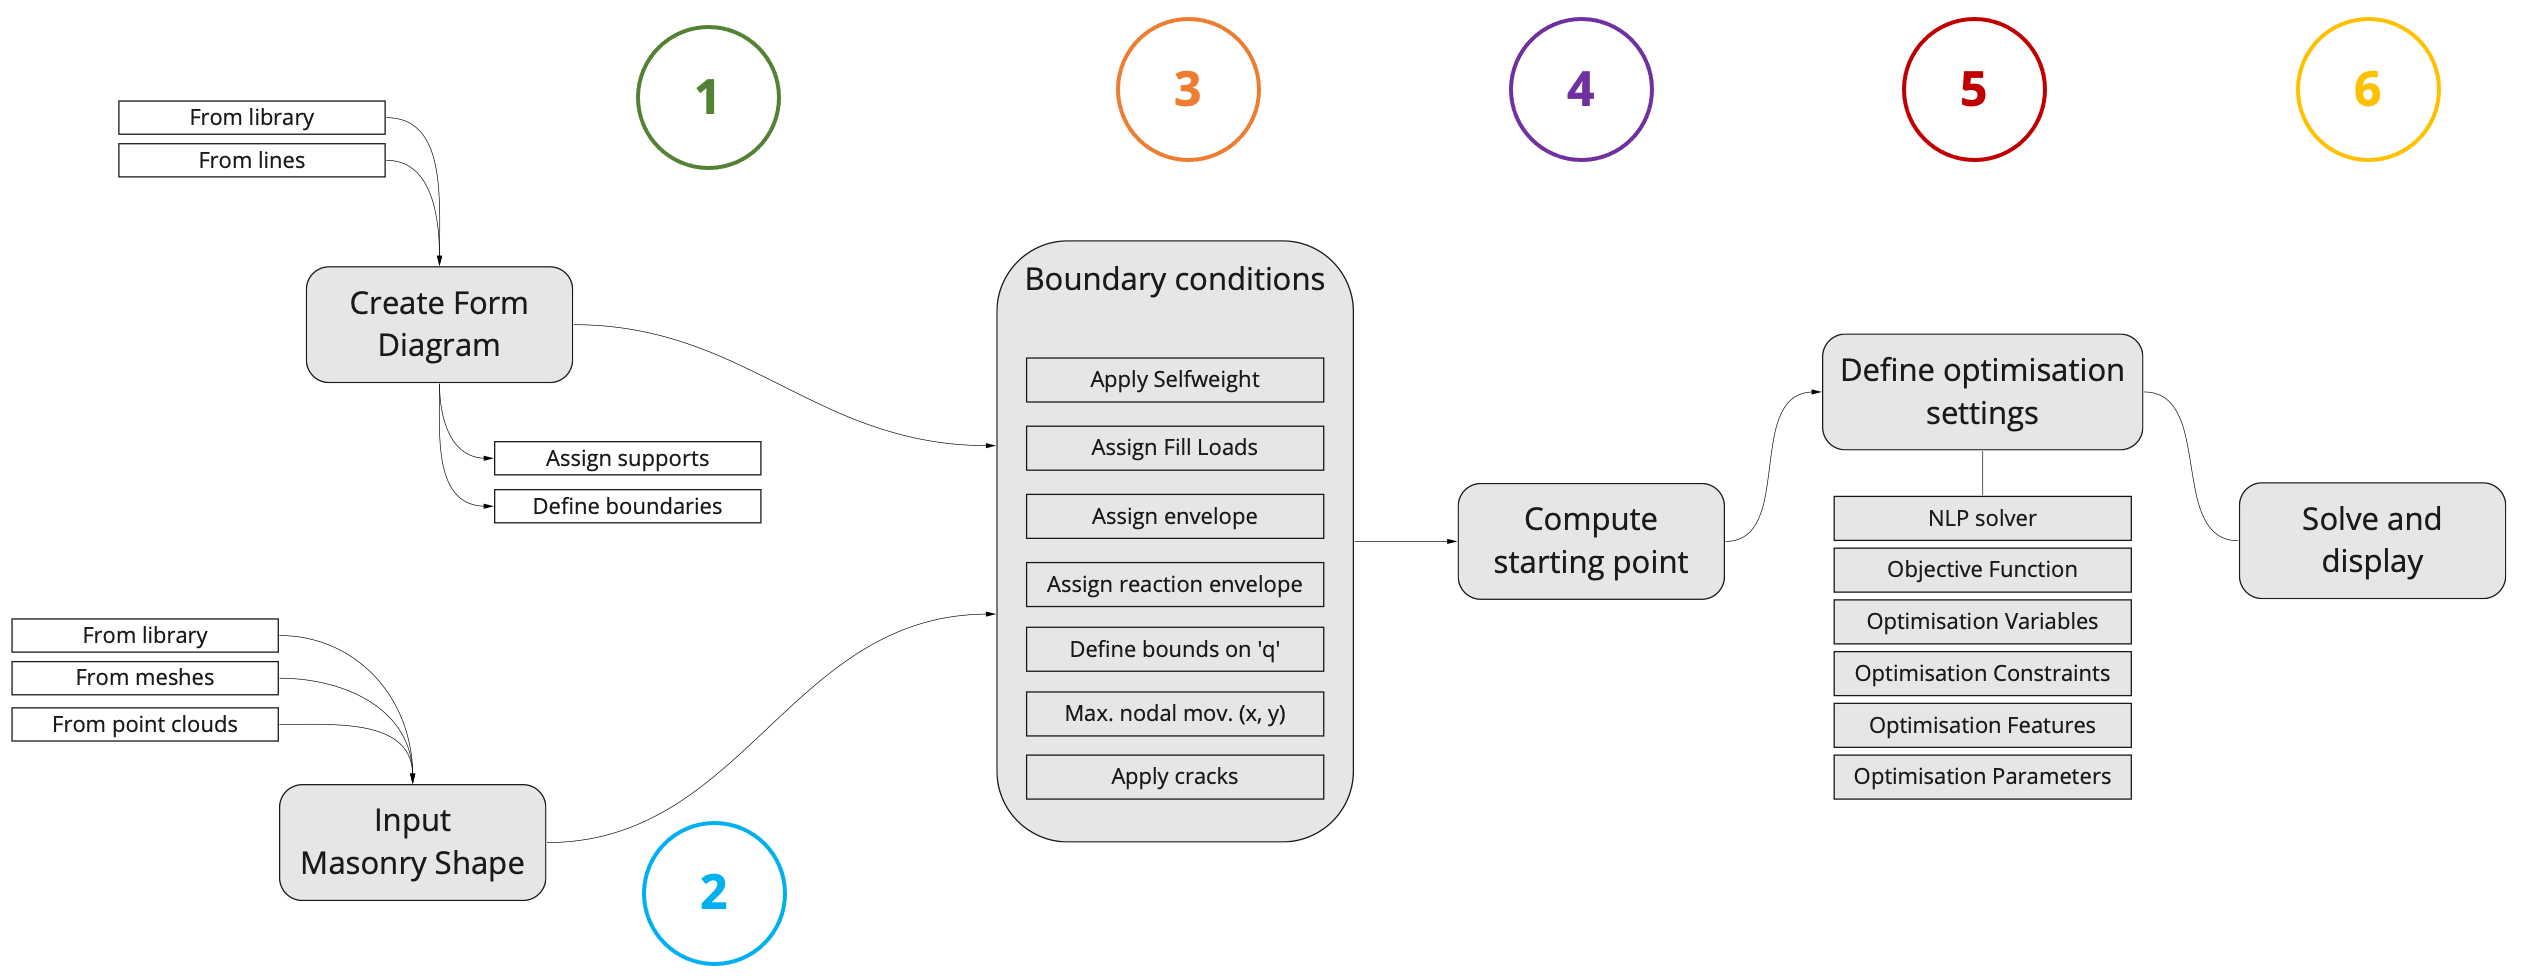 1
3
4
5
6
From library
From lines
Create Form
Diagram
Assign supports
Define boundaries
From library
From meshes
From point clouds
Input
Masonry Shape
2
Boundary conditions
Apply Selfweight
Assign Fill Loads
Assign envelope
Assign reaction envelope
Define bounds on 'q'
Max. nodal mov. (x, y)
Apply cracks
Compute
starting point
Define optimisation
settings
NLP solver
Objective Function
Optimisation Variables
Optimisation Constraints
Optimisation Features
Optimisation Parameters
Solve and
display